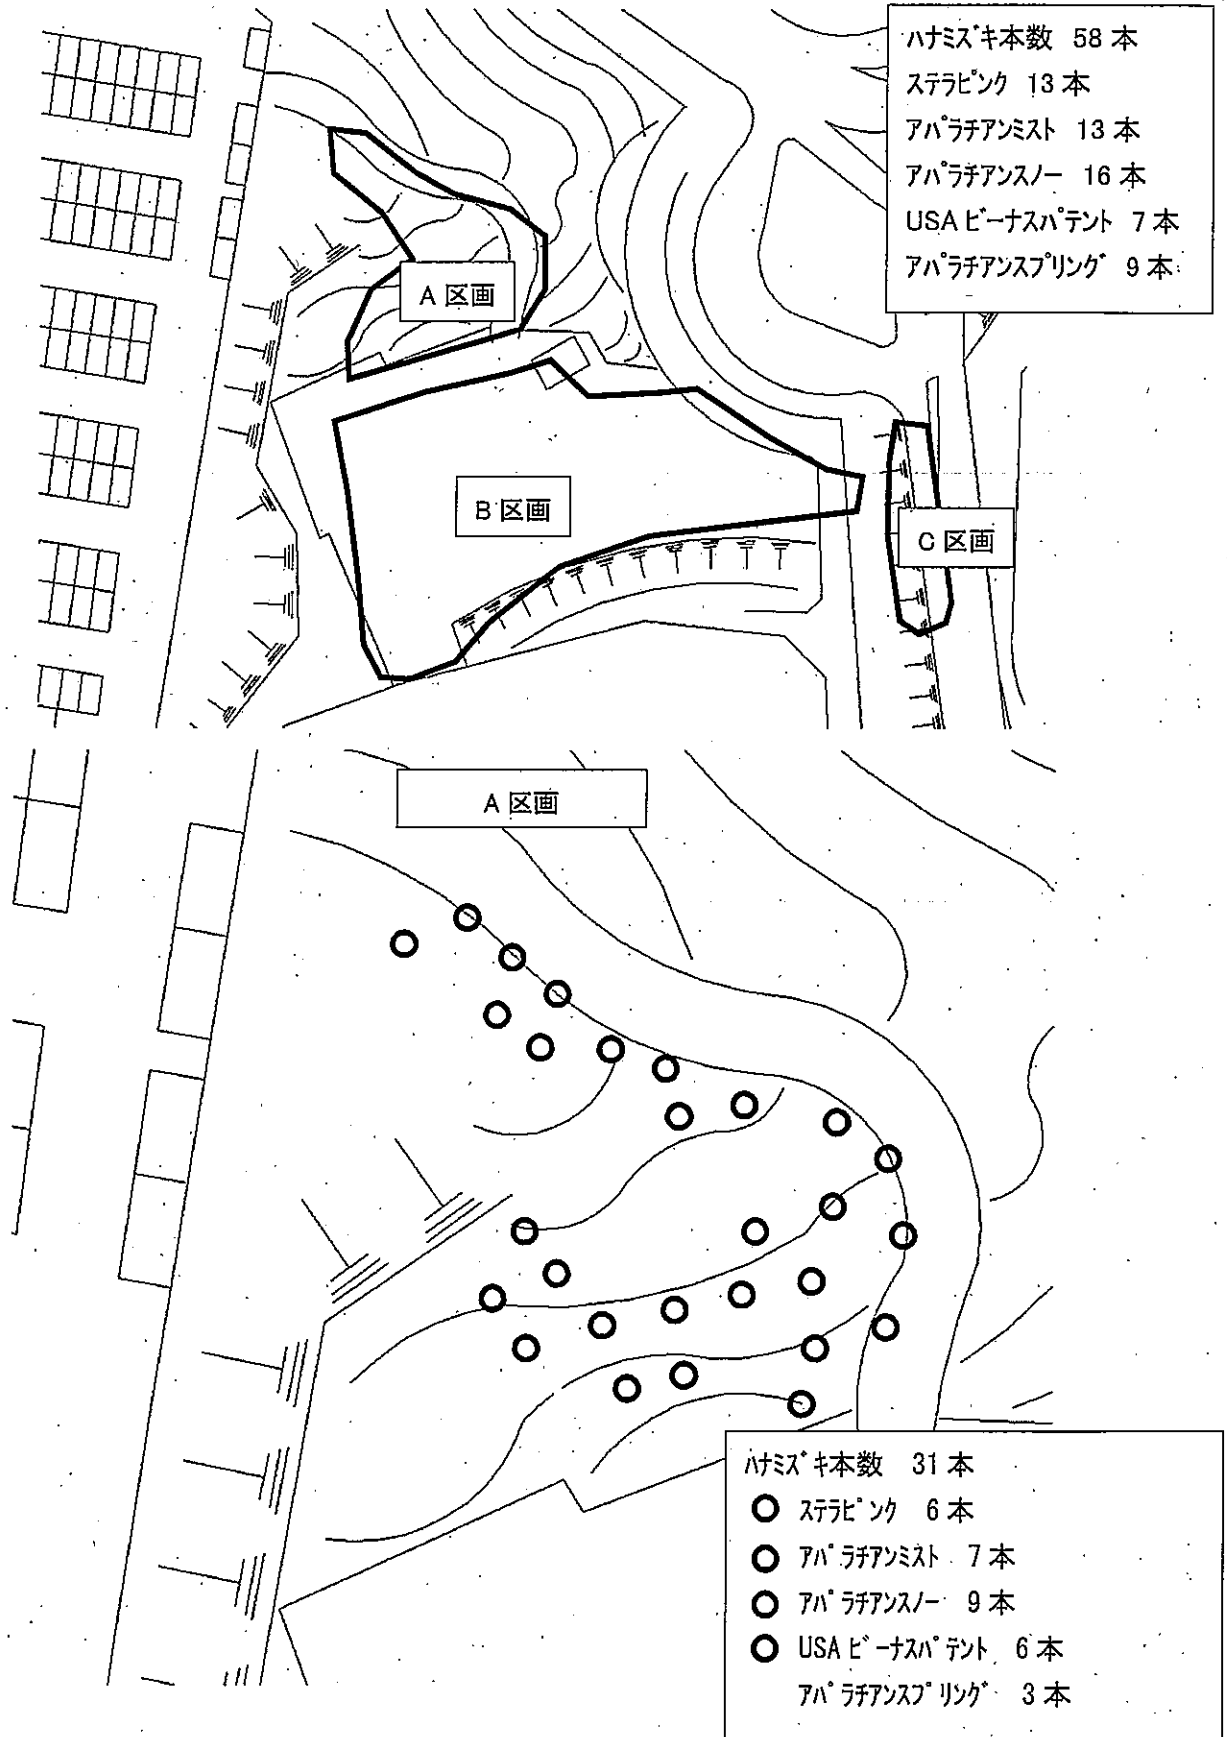 ハナミズキ本数 58 本
ステラピンク 13 本
アパラチアンミスト 13 本
アパラチアンスノー 16 本
USA ビーナスパテント 7 本
アパラチアンスプリング 9 本
A 区画
B 区画
C 区画
A 区画
ハナミズキ本数 31 本
ステラピンク 6 本
アパラチアンミスト 7 本
アパラチアンスノー 9 本
USA ビーナスパテント 6 本
アパラチアンスプリング 3 本